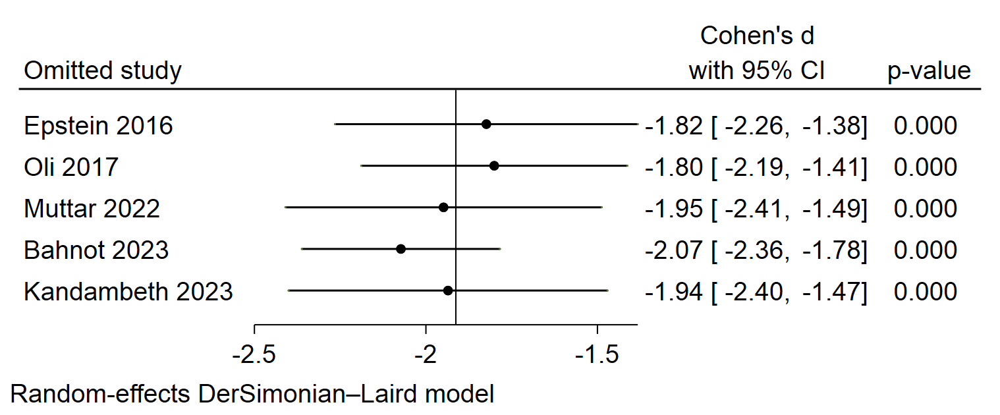 Cohen's d
Omitted study with 95% CI p-value
Epstein 2016 -1.82 [ -2.26, -1.38] 0.000
Oli 2017 -1.80 [ -2.19, -1.41] 0.000
Muttar 2022 -1.95 [ -2.41, -1.49] 0.000
Bahnot 2023 -2.07 [ -2.36, -1.78] 0.000
Kandambeth 2023 -1.94 [ -2.40, -1.47] 0.000
-2.5 -2 -1.5
Random-effects DerSimonian–Laird model